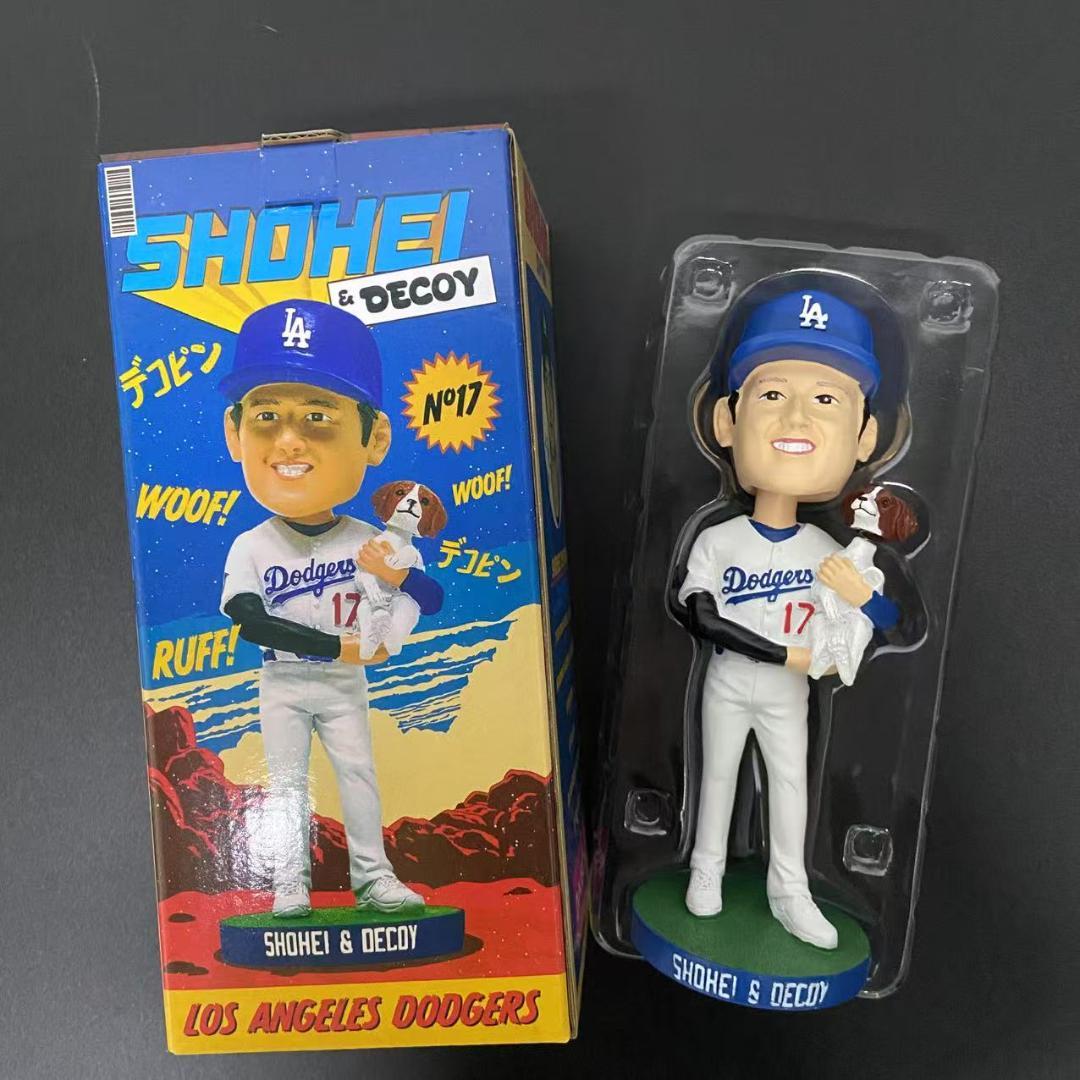 SHOHEI
& DECOY
LA
デコピン
Nº17
WOOF!
WOOF!
デコピン
Dodgers
17
RUFF!
SHOHEI & DECOY
LOS ANGELES DODGERS
LA
Dodgers
17
SHOHEI & DECOY